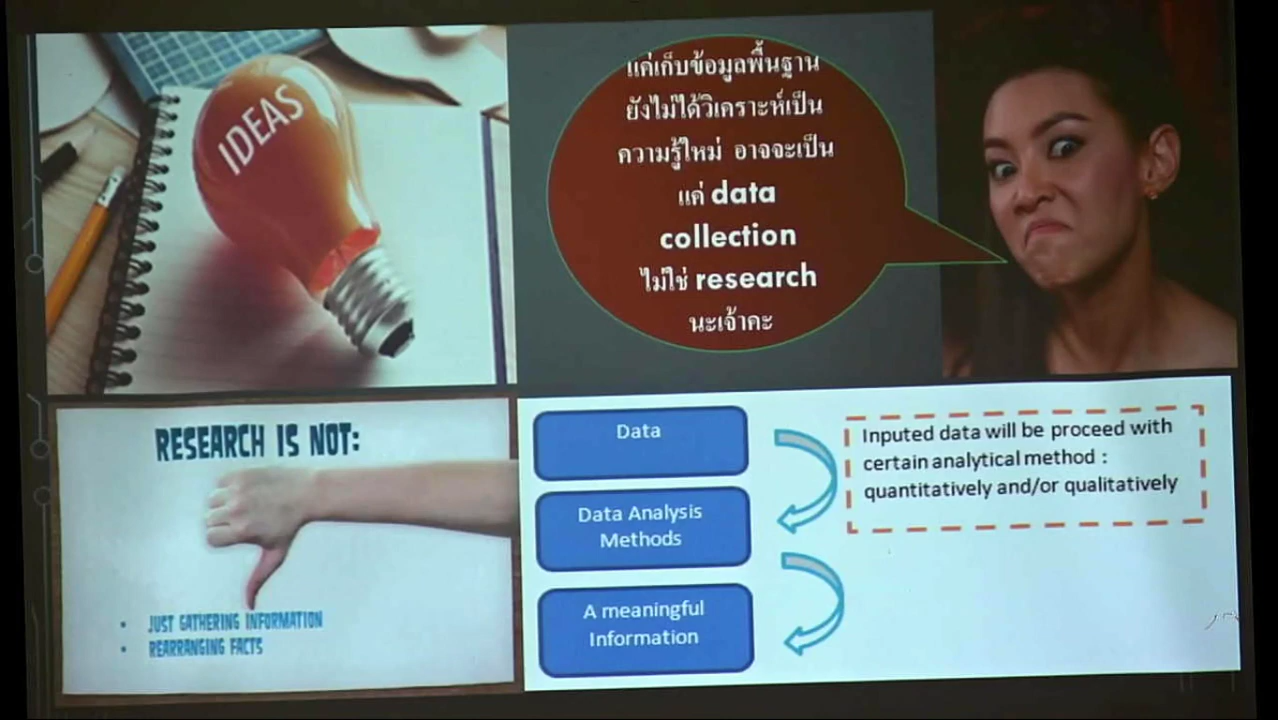 IDEAS
แค่เก็บข้อมูลพื้นฐาน
ยังไม่ได้วิเคราะห์เป็น
ความรู้ใหม่ อาจจะเป็น
แค่ data
collection
ไม่ใช่ research
นะเจ้าคะ
RESEARCH IS NOT:
• JUST GATHERING INFORMATION
• REARRANGING FACTS
Data
Data Analysis
Methods
A meaningful
Information
Inputed data will be proceed with
certain analytical method :
quantitatively and/or qualitatively